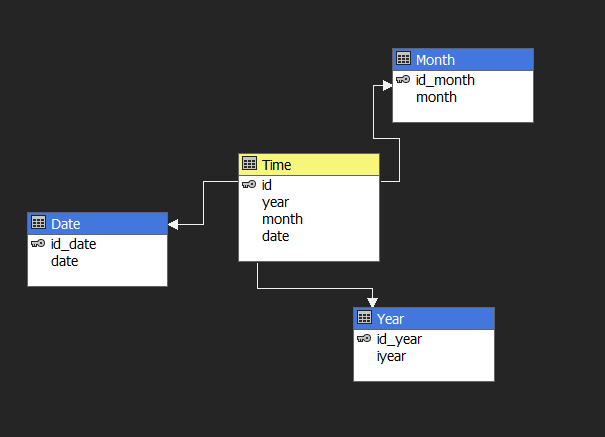 Month
id_month
month
Time
id
year
month
date
Date
id_date
date
Year
id_year
iyear